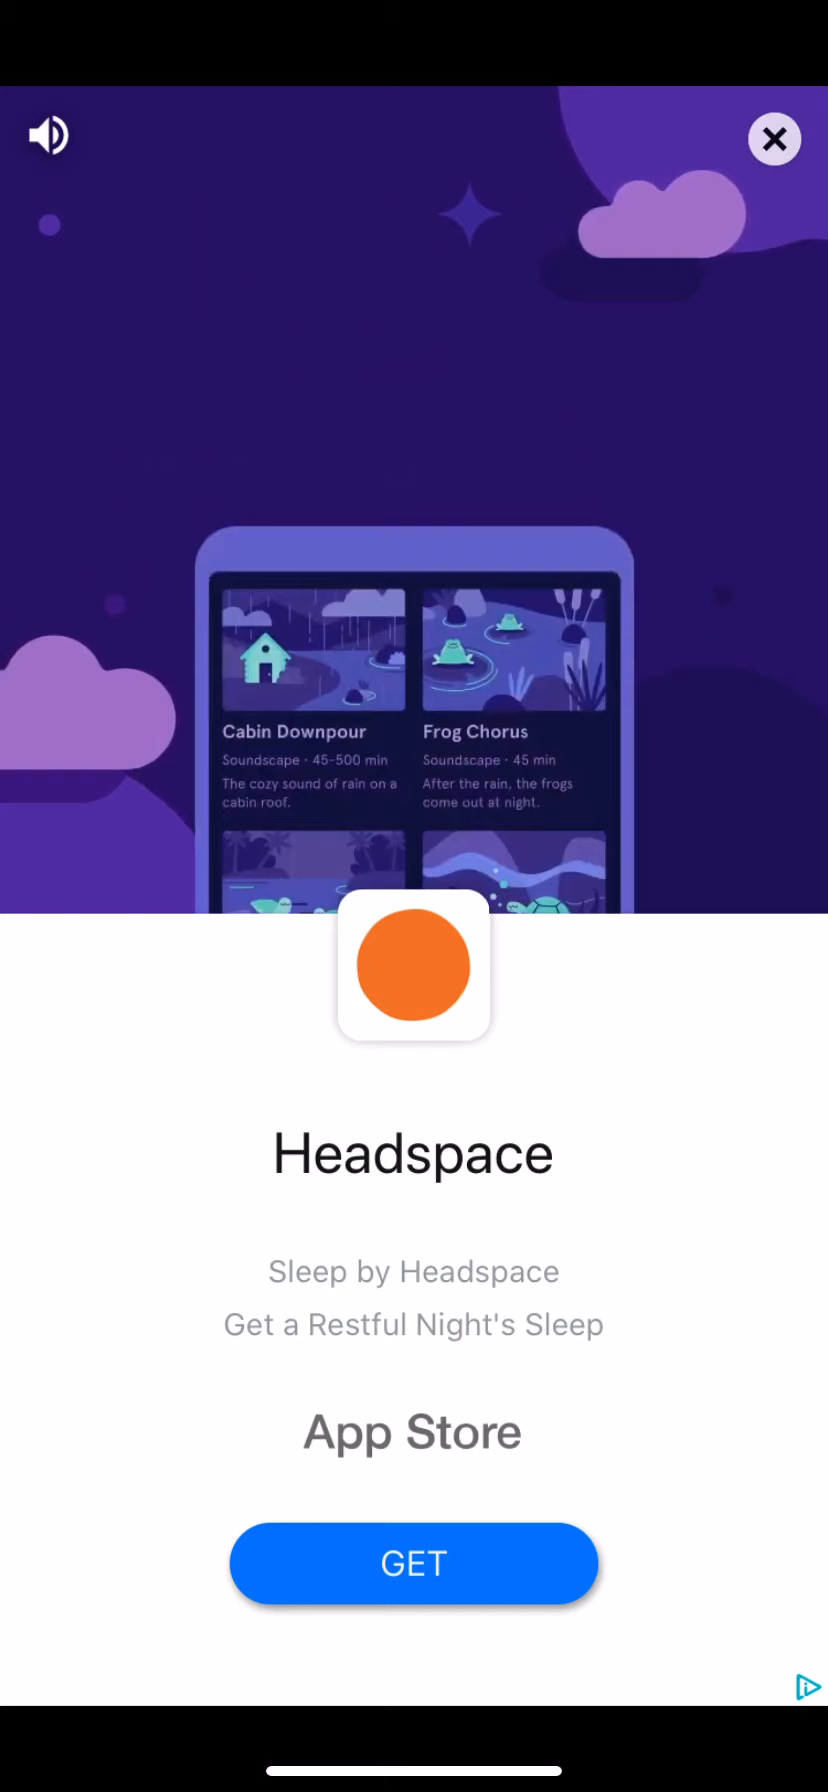 Cabin Downpour
Soundscape · 45-500 min
The cozy sound of rain on a
cabin roof.
Frog Chorus
Soundscape · 45 min
After the rain, the frogs
come out at night.
Headspace
Sleep by Headspace
Get a Restful Night's Sleep
App Store
GET